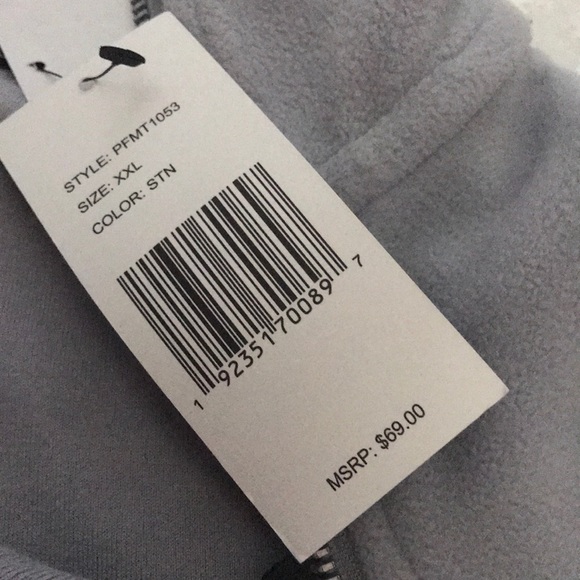 STYLE: PFMT1053
SIZE: XXL
COLOR: STN
1 92351 70089 7
MSRP: $69.00